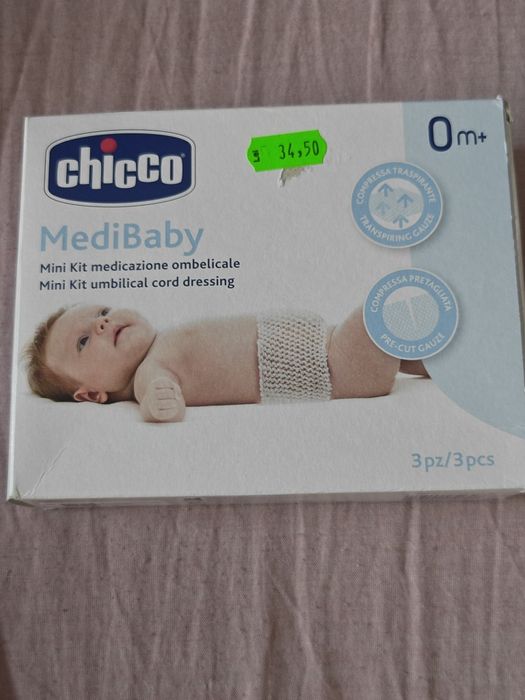 chicco
34,50
0m+
COMPRESSA TRASPIRANTE
TRANSPIRING GAUZE
MediBaby
Mini Kit medicazione ombelicale
Mini Kit umbilical cord dressing
COMPRESSA PRETAGLIATA
PRE-CUT GAUZE
3pz/3pcs